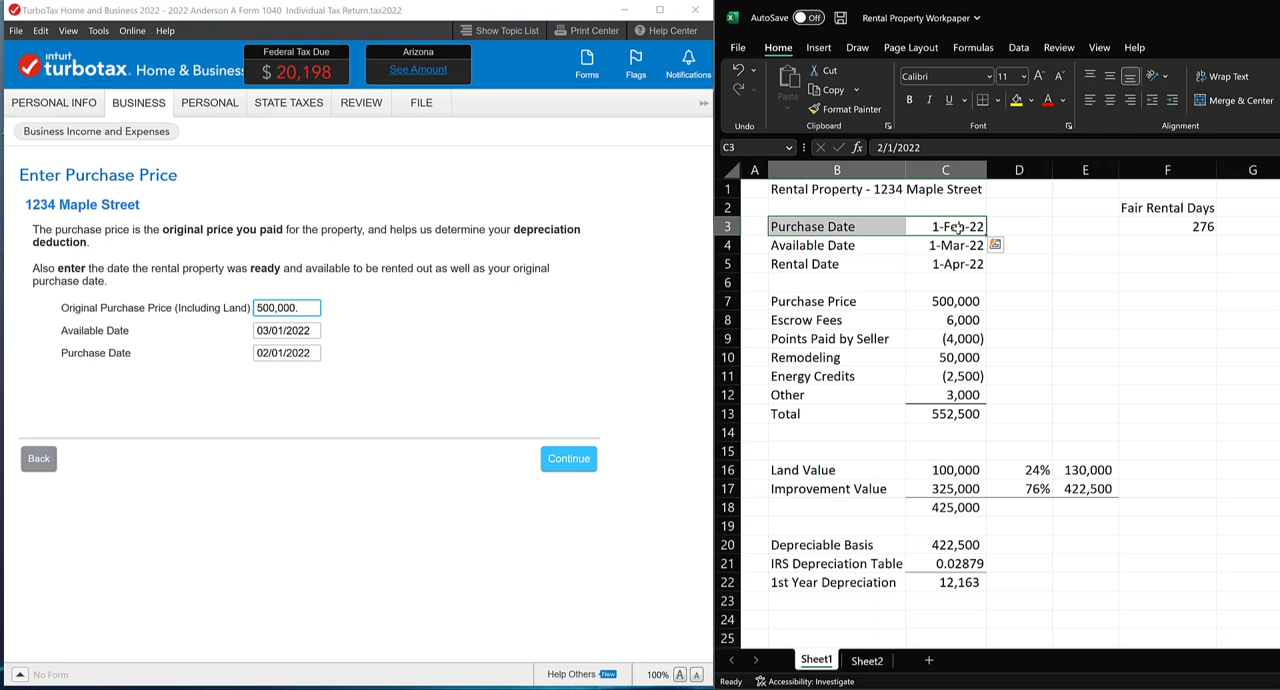 TurboTax Home and Business 2022 - 2022 Anderson A Form 1040 Individual Tax Return.tax2022
File Edit View Tools Online Help
Show Topic List Print Center Help Center
intuit turbotax. Home & Busines
Federal Tax Due
$ 20,198
Arizona
See Amount
Forms Flags Notifications
PERSONAL INFO BUSINESS PERSONAL STATE TAXES REVIEW FILE
Business Income and Expenses
Enter Purchase Price
1234 Maple Street
The purchase price is the original price you paid for the property, and helps us determine your depreciation
deduction.
Also enter the date the rental property was ready and available to be rented out as well as your original
purchase date.
Original Purchase Price (Including Land) 500,000.
Available Date 03/01/2022
Purchase Date 02/01/2022
Back Continue
No Form Help Others New 100% A A
AutoSave Off Rental Property Workpaper
File Home Insert Draw Page Layout Formulas Data Review View Help
Undo
Paste
Cut
Copy
Format Painter
Clipboard
Calibri 11 A A
B I U A
Font
Wrap Text
Merge & Center
Alignment
C3 fx 2/1/2022
A B C D E F G
1 Rental Property - 1234 Maple Street
2 Fair Rental Days
3 Purchase Date 1-Feb-22 276
4 Available Date 1-Mar-22
5 Rental Date 1-Apr-22
6
7 Purchase Price 500,000
8 Escrow Fees 6,000
9 Points Paid by Seller (4,000)
10 Remodeling 50,000
11 Energy Credits (2,500)
12 Other 3,000
13 Total 552,500
14
15
16 Land Value 100,000 24% 130,000
17 Improvement Value 325,000 76% 422,500
18 425,000
19
20 Depreciable Basis 422,500
21 IRS Depreciation Table 0.02879
22 1st Year Depreciation 12,163
23
24
25
Sheet1 Sheet2 +
Ready Accessibility: Investigate